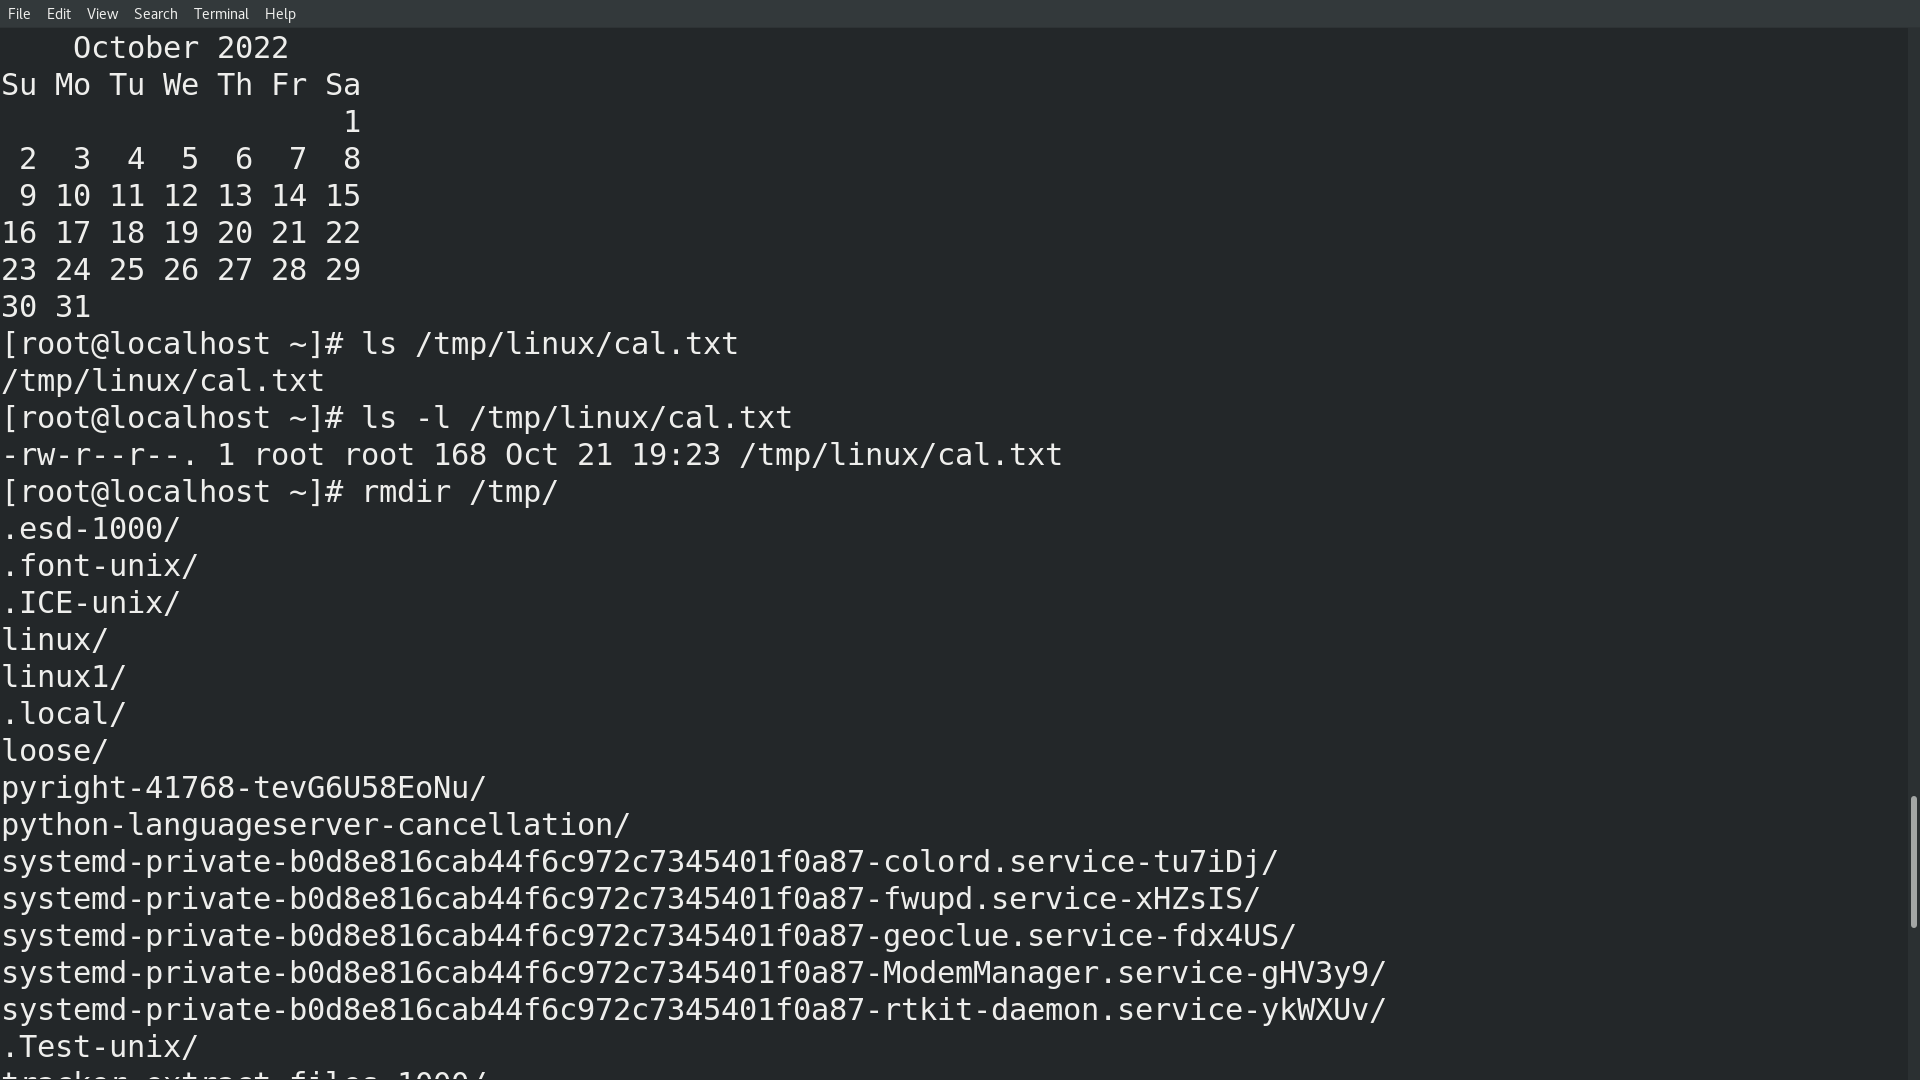 File Edit View Search Terminal Help
October 2022
Su Mo Tu We Th Fr Sa
1
2 3 4 5 6 7 8
9 10 11 12 13 14 15
16 17 18 19 20 21 22
23 24 25 26 27 28 29
30 31
[root@localhost ~]# ls /tmp/linux/cal.txt
/tmp/linux/cal.txt
[root@localhost ~]# ls -l /tmp/linux/cal.txt
-rw-r--r--. 1 root root 168 Oct 21 19:23 /tmp/linux/cal.txt
[root@localhost ~]# rmdir /tmp/
.esd-1000/
.font-unix/
.ICE-unix/
linux/
linux1/
.local/
loose/
pyright-41768-tevG6U58EoNu/
python-languageserver-cancellation/
systemd-private-b0d8e816cab44f6c972c7345401f0a87-colord.service-tu7iDj/
systemd-private-b0d8e816cab44f6c972c7345401f0a87-fwupd.service-xHZsIS/
systemd-private-b0d8e816cab44f6c972c7345401f0a87-geoclue.service-fdx4US/
systemd-private-b0d8e816cab44f6c972c7345401f0a87-ModemManager.service-gHV3y9/
systemd-private-b0d8e816cab44f6c972c7345401f0a87-rtkit-daemon.service-ykWXUv/
.Test-unix/
tracker-extract-files.1000/